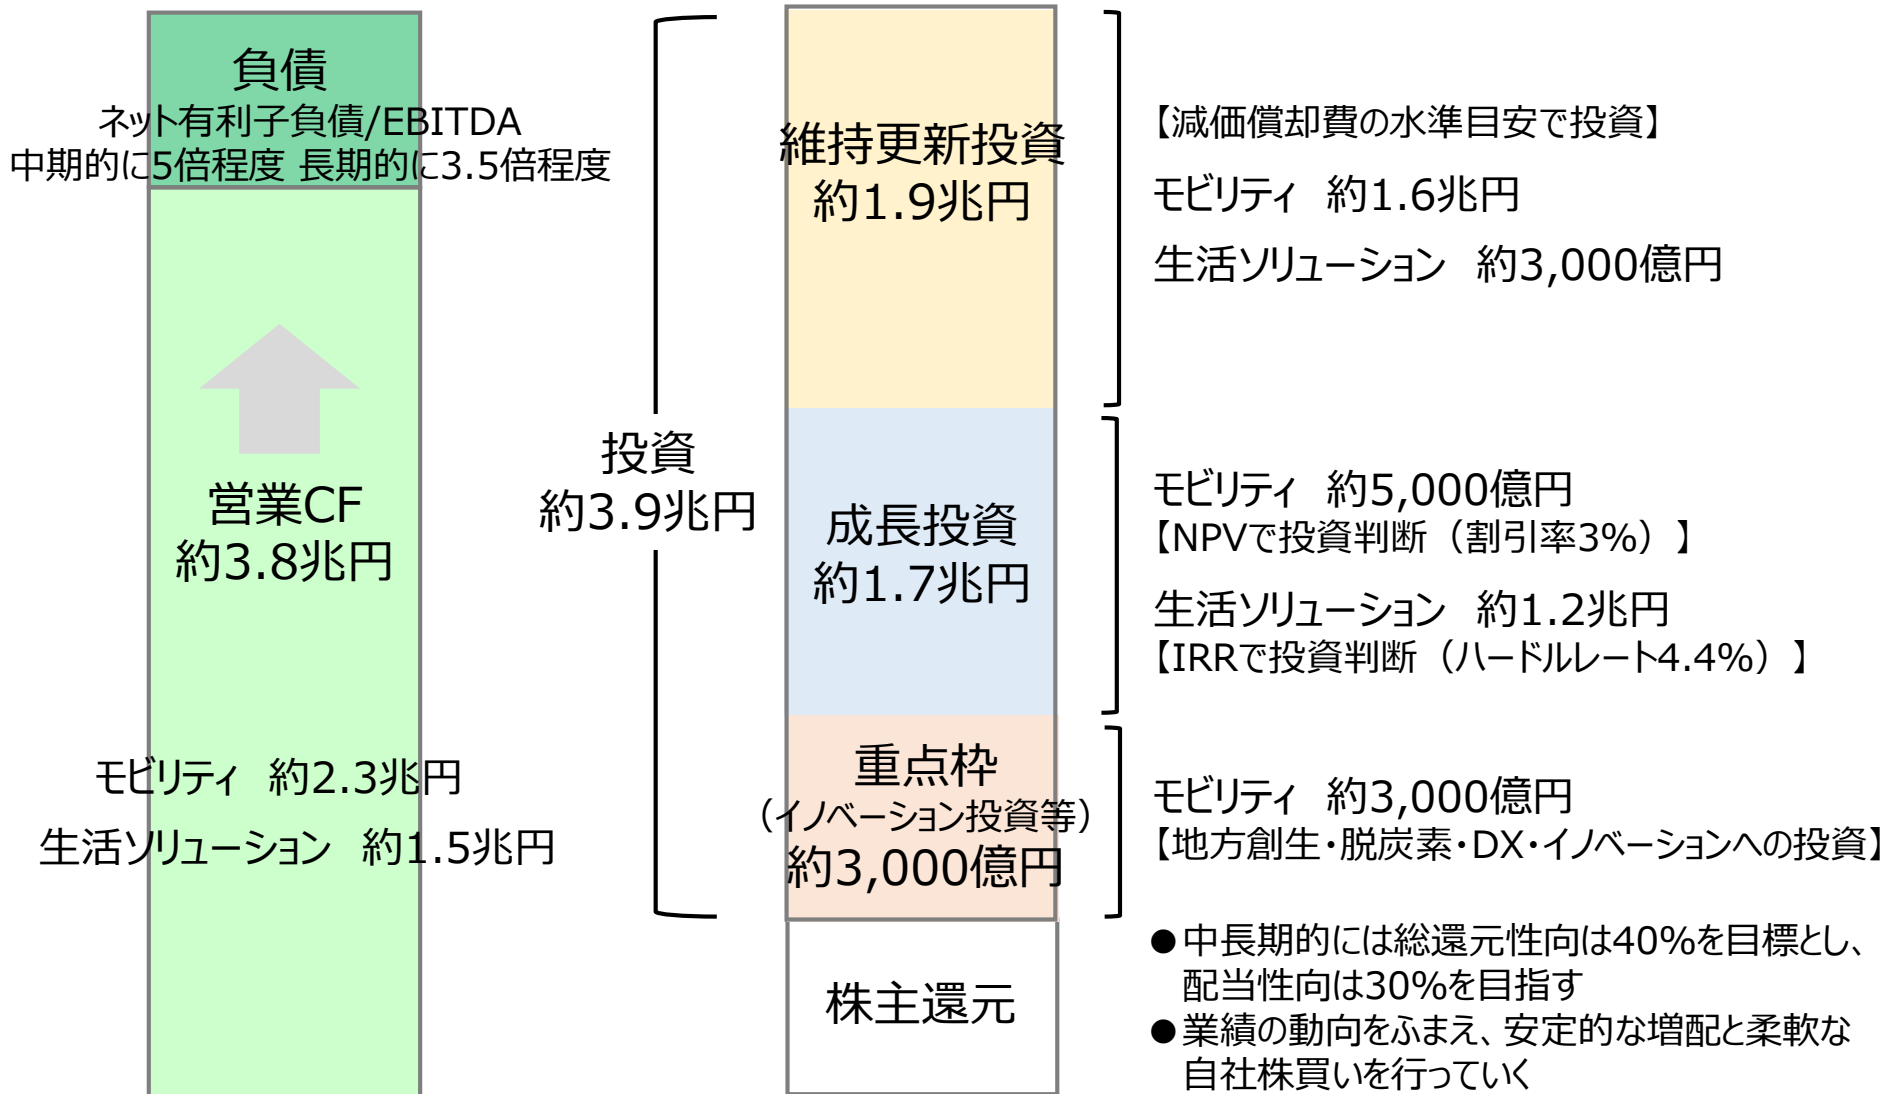 負債
ネット有利子負債/EBITDA
中期的に5倍程度 長期的に3.5倍程度
営業CF
約3.8兆円
モビリティ 約2.3兆円
生活ソリューション 約1.5兆円
投資
約3.9兆円
維持更新投資
約1.9兆円
【減価償却費の水準目安で投資】
モビリティ 約1.6兆円
生活ソリューション 約3,000億円
成長投資
約1.7兆円
モビリティ 約5,000億円
【NPVで投資判断（割引率3%）】
生活ソリューション 約1.2兆円
【IRRで投資判断（ハードルレート4.4%）】
重点枠
（イノベーション投資等）
約3,000億円
モビリティ 約3,000億円
【地方創生・脱炭素・DX・イノベーションへの投資】
株主還元
●中長期的には総還元性向は40%を目標とし、
配当性向は30%を目指す
●業績の動向をふまえ、安定的な増配と柔軟な
自社株買いを行っていく